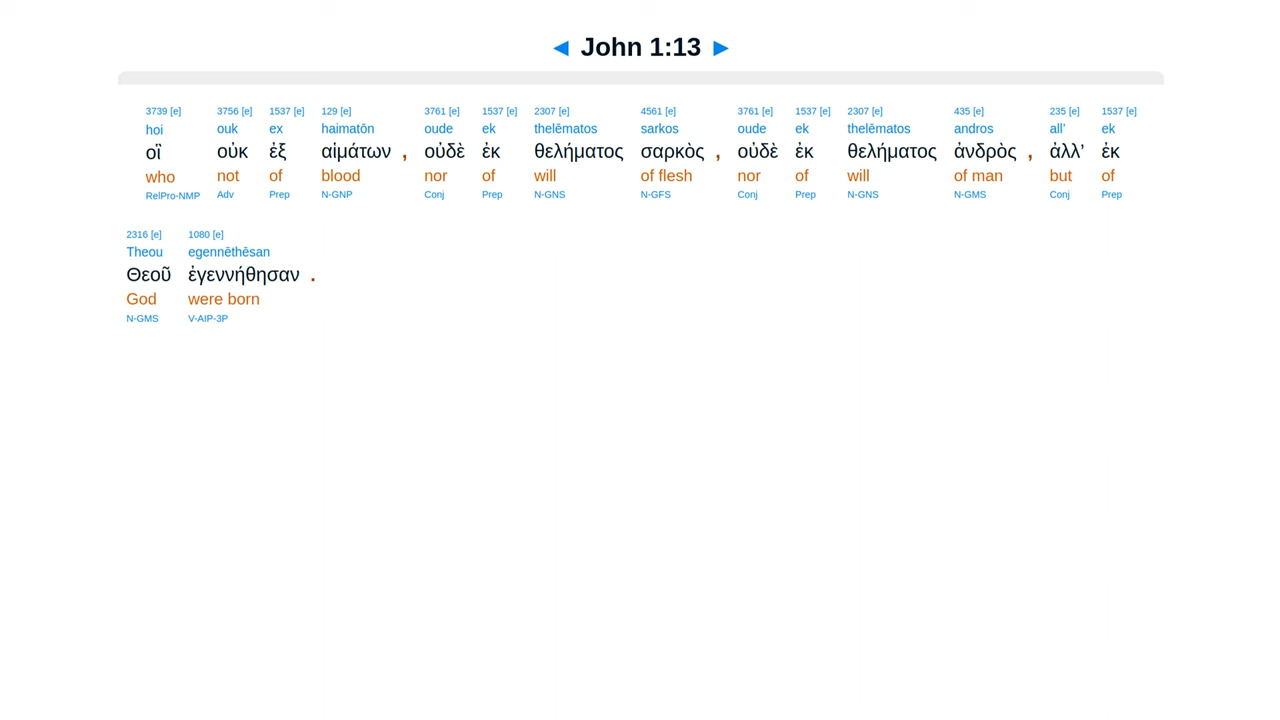 ◄ John 1:13 ►
3739 [e] 3756 [e] 1537 [e] 129 [e] 3761 [e] 1537 [e] 2307 [e] 4561 [e] 3761 [e] 1537 [e] 2307 [e] 435 [e] 235 [e] 1537 [e]
hoi ouk ex haimatōn oude ek thelēmatos sarkos oude ek thelēmatos andros all’ ek
οἳ οὐκ ἐξ αἱμάτων , οὐδὲ ἐκ θελήματος σαρκὸς , οὐδὲ ἐκ θελήματος ἀνδρὸς , ἀλλ’ ἐκ
who not of blood nor of will of flesh nor of will of man but of
RelPro-NMP Adv Prep N-GNP Conj Prep N-GNS N-GFS Conj Prep N-GNS N-GMS Conj Prep
2316 [e] 1080 [e]
Theou egennēthēsan
Θεοῦ ἐγεννήθησαν .
God were born
N-GMS V-AIP-3P